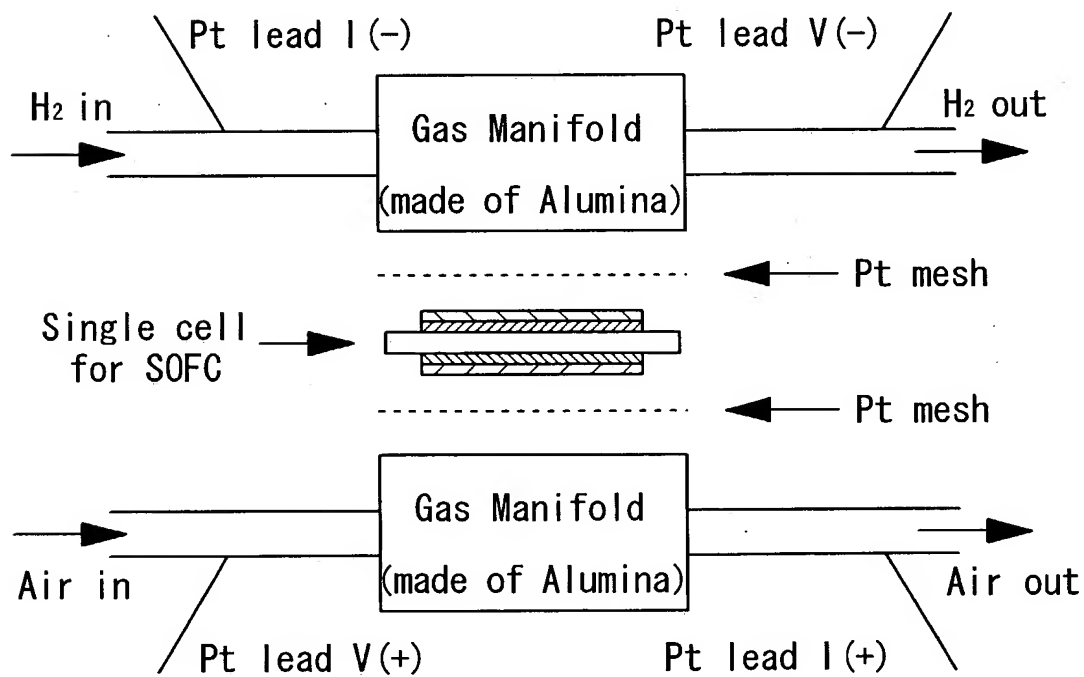 Pt lead I(−)
Pt lead V(−)
H2 in
H2 out
Gas Manifold
(made of Alumina)
Pt mesh
Single cell
for SOFC
Pt mesh
Gas Manifold
(made of Alumina)
Air in
Air out
Pt lead V(+)
Pt lead I(+)